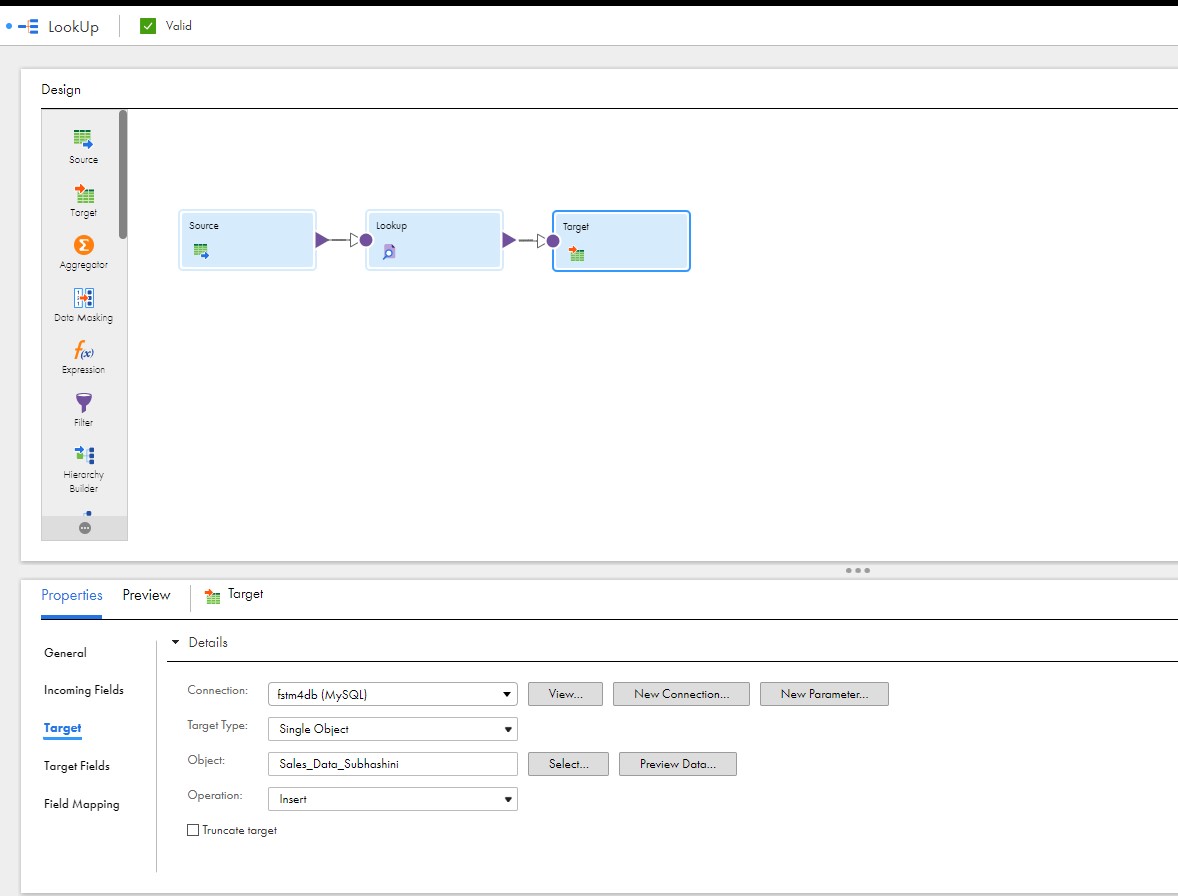 LookUp
Valid
Design
Source
Target
Aggregator
Data Masking
Expression
Filter
Hierarchy
Builder
Source
Lookup
Target
Properties
Preview
Target
General
Incoming Fields
Target
Target Fields
Field Mapping
Details
Connection: fstm4db (MySQL) View... New Connection... New Parameter...
Target Type: Single Object
Object: Sales_Data_Subhashini Select... Preview Data...
Operation: Insert
Truncate target